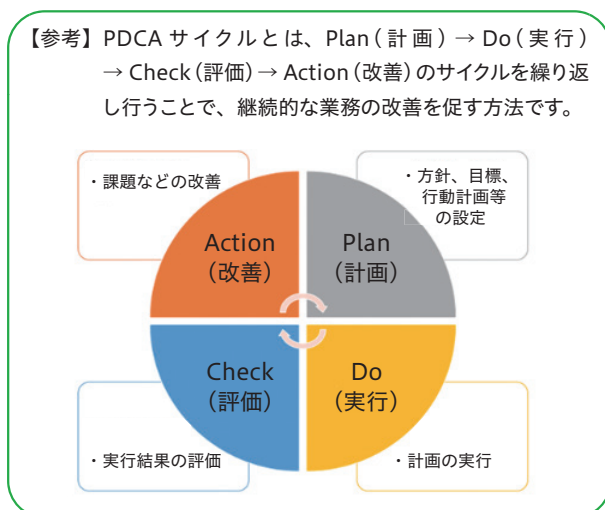 【参考】PDCA サイクルとは、Plan(計画)→ Do(実行)
→ Check(評価)→ Action(改善)のサイクルを繰り返
し行うことで、継続的な業務の改善を促す方法です。
・課題などの改善
・方針、目標、
行動計画等
の設定
Action
(改善)
Plan
(計画)
Check
(評価)
Do
(実行)
・実行結果の評価
・計画の実行